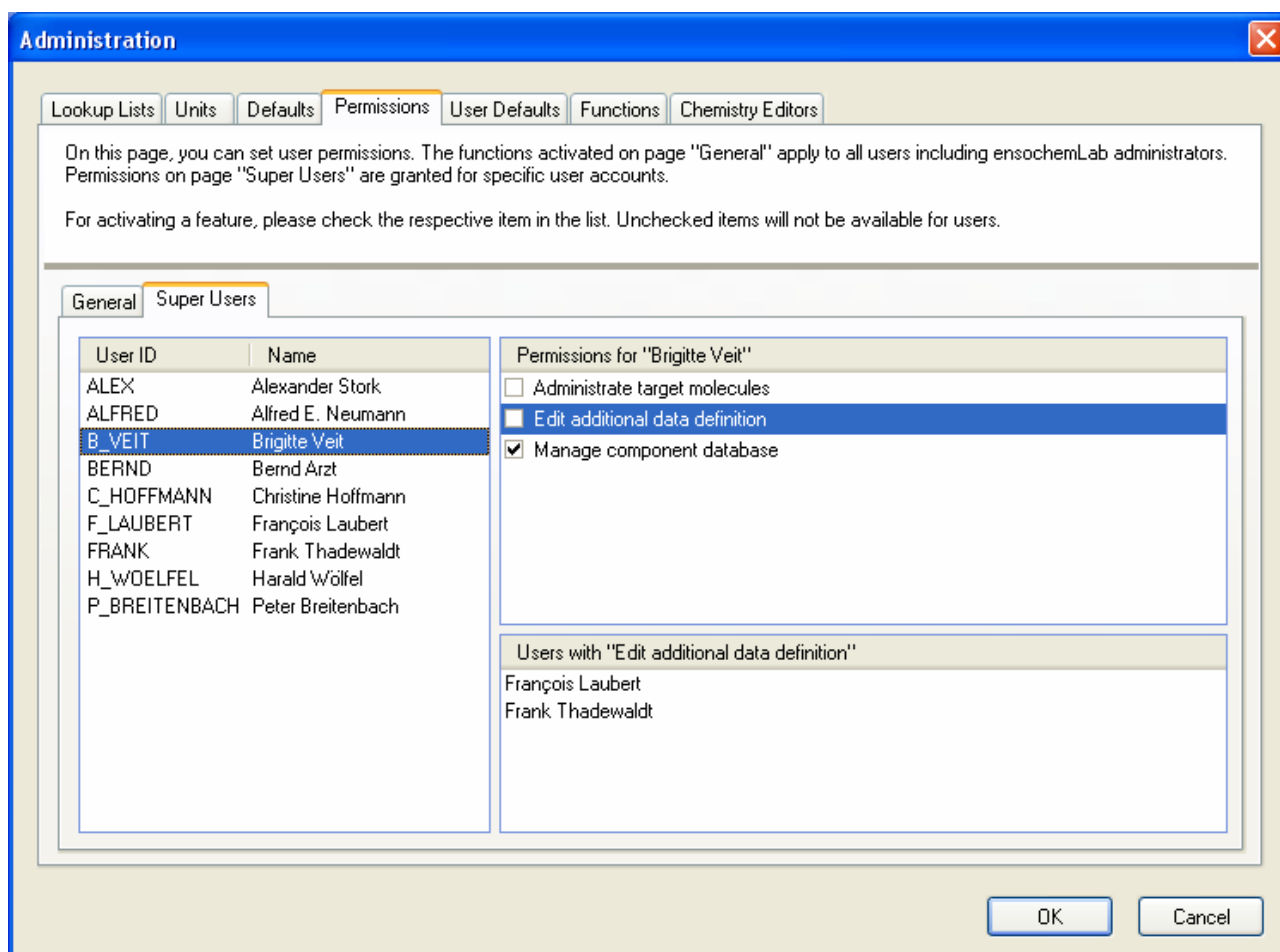 Administration
Lookup Lists Units Defaults Permissions User Defaults Functions Chemistry Editors
On this page, you can set user permissions. The functions activated on page "General" apply to all users including ensochemLab administrators.
Permissions on page "Super Users" are granted for specific user accounts.
For activating a feature, please check the respective item in the list. Unchecked items will not be available for users.
General Super Users
User ID Name
ALEX Alexander Stork
ALFRED Alfred E. Neumann
B_VEIT Brigitte Veit
BERND Bernd Arzt
C_HOFFMANN Christine Hoffmann
F_LAUBERT François Laubert
FRANK Frank Thadewaldt
H_WOELFEL Harald Wölfel
P_BREITENBACH Peter Breitenbach
Permissions for "Brigitte Veit"
Administrate target molecules
Edit additional data definition
Manage component database
Users with "Edit additional data definition"
François Laubert
Frank Thadewaldt
OK Cancel